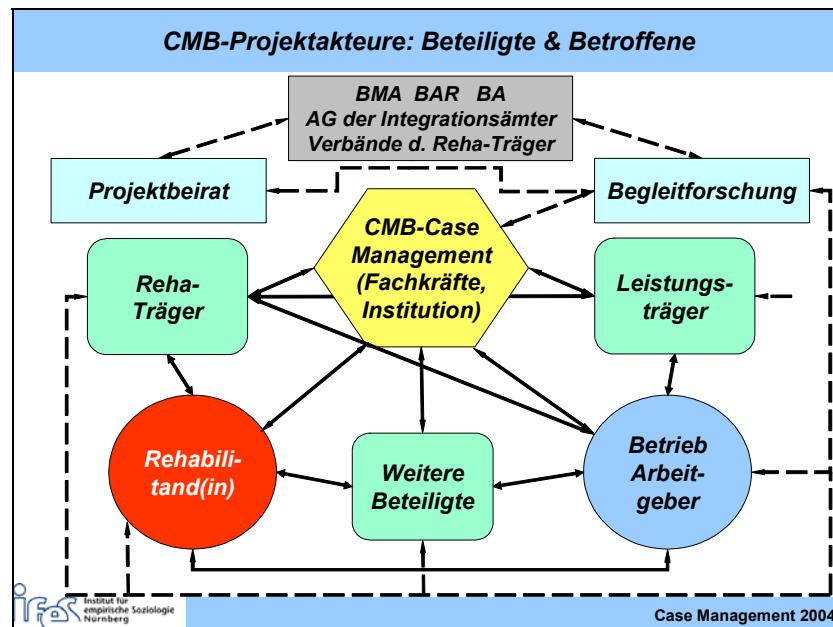 CMB-Projektakteure: Beteiligte & Betroffene
BMA BAR BA
AG der Integrationsämter
Verbände d. Reha-Träger
Projektbeirat
Begleitforschung
CMB-Case
Management
(Fachkräfte,
Institution)
Reha-
Träger
Leistungs-
träger
Rehabili-
tand(in)
Weitere
Beteiligte
Betrieb
Arbeit-
geber
ifes
Institut für
empirische Soziologie
Nürnberg
Case Management 2004